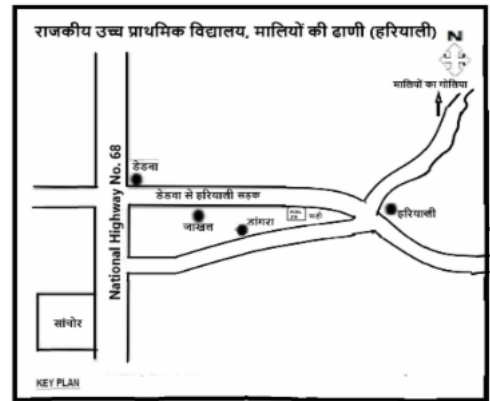 राजकीय उच्च प्राथमिक विद्यालय, मालियों की ढाणी (हरियाली)
N
मालियों का गोलिया
डेडवा
National Highway No. 68
डेडवा से हरियाली सड़क
जाखल
डांगरा
हरियाली
सांचोर
KEY PLAN